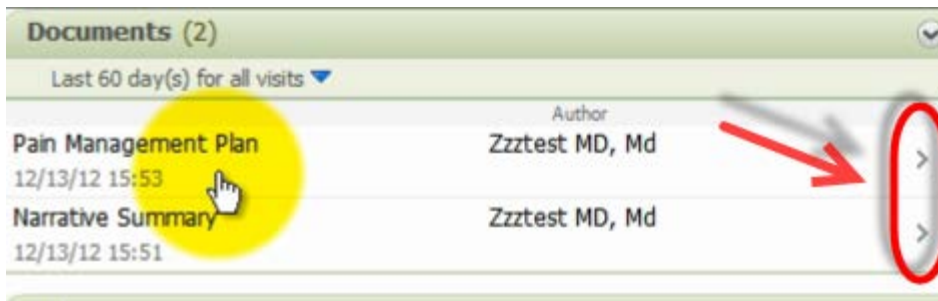 Documents (2)
Last 60 day(s) for all visits
Author
Pain Management Plan Zzztest MD, Md
12/13/12 15:53
Narrative Summary Zzztest MD, Md
12/13/12 15:51